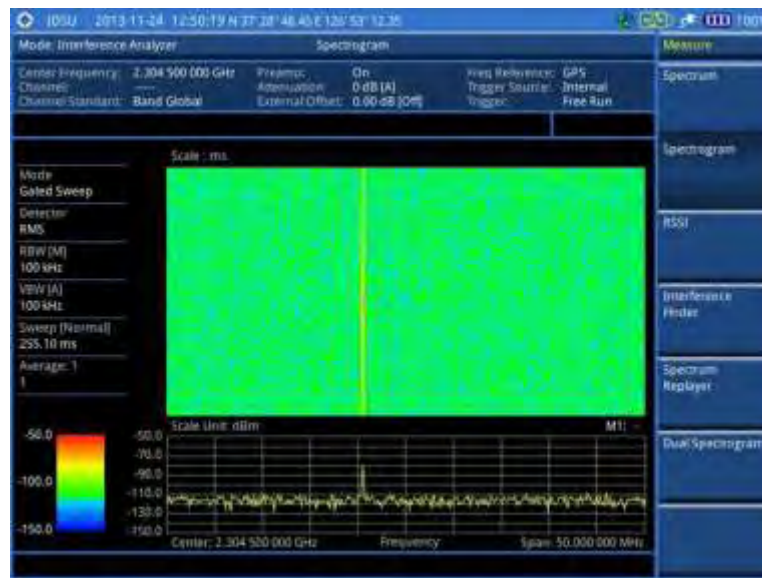 JDSU 2013-11-24 12:50:19 N 37° 28' 48.45 E 126° 53' 12.35
100%
Mode: Interference Analyzer
Spectrogram
Measure
Center Frequency: 2.304 500 000 GHz
Channel: ----
Channel Standard: Band Global
Preamp: On
Attenuation: 0 dB [A]
External Offset: 0.00 dB [Off]
Freq Reference: GPS
Trigger Source: Internal
Trigger: Free Run
Scale : ms
Mode
Gated Sweep
Detector
RMS
RBW [M]
100 kHz
VBW [A]
100 kHz
Sweep [Normal]
255.10 ms
Average: 1
1
-50.0
-100.0
-150.0
Scale Unit: dBm
M1: -
-50.0
-70.0
-90.0
-110.0
-130.0
-150.0
Center: 2.304 500 000 GHz
Frequency
Span: 50.000 000 MHz
Spectrum
Spectrogram
RSSI
Interference
Finder
Spectrum
Replayer
Dual Spectrogram